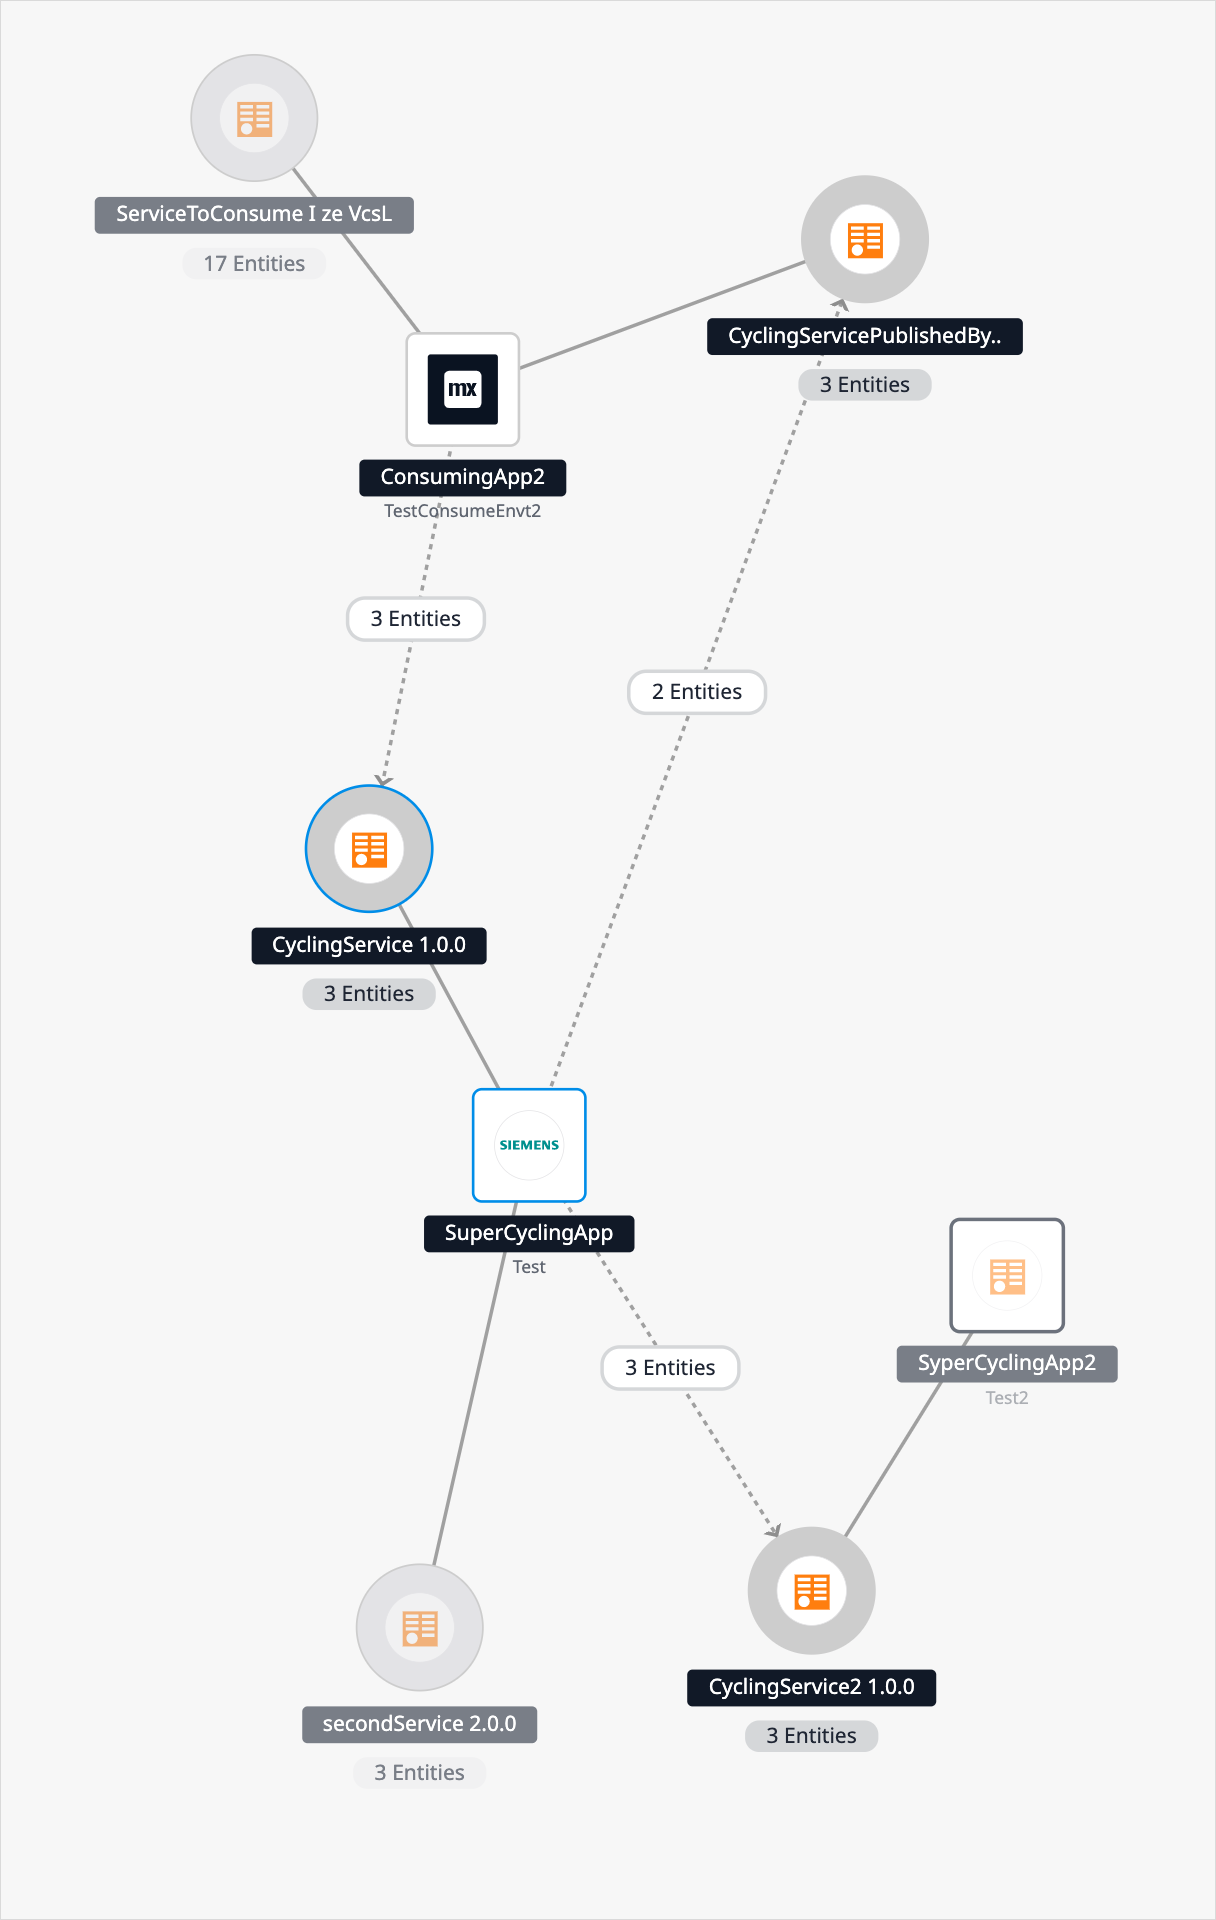 ServiceToConsume I ze VcsL
17 Entities
CyclingServicePublishedBy..
3 Entities
mx
ConsumingApp2
TestConsumeEnvt2
3 Entities
2 Entities
CyclingService 1.0.0
3 Entities
SIEMENS
SuperCyclingApp
Test
3 Entities
SyperCyclingApp2
Test2
CyclingService2 1.0.0
3 Entities
secondService 2.0.0
3 Entities